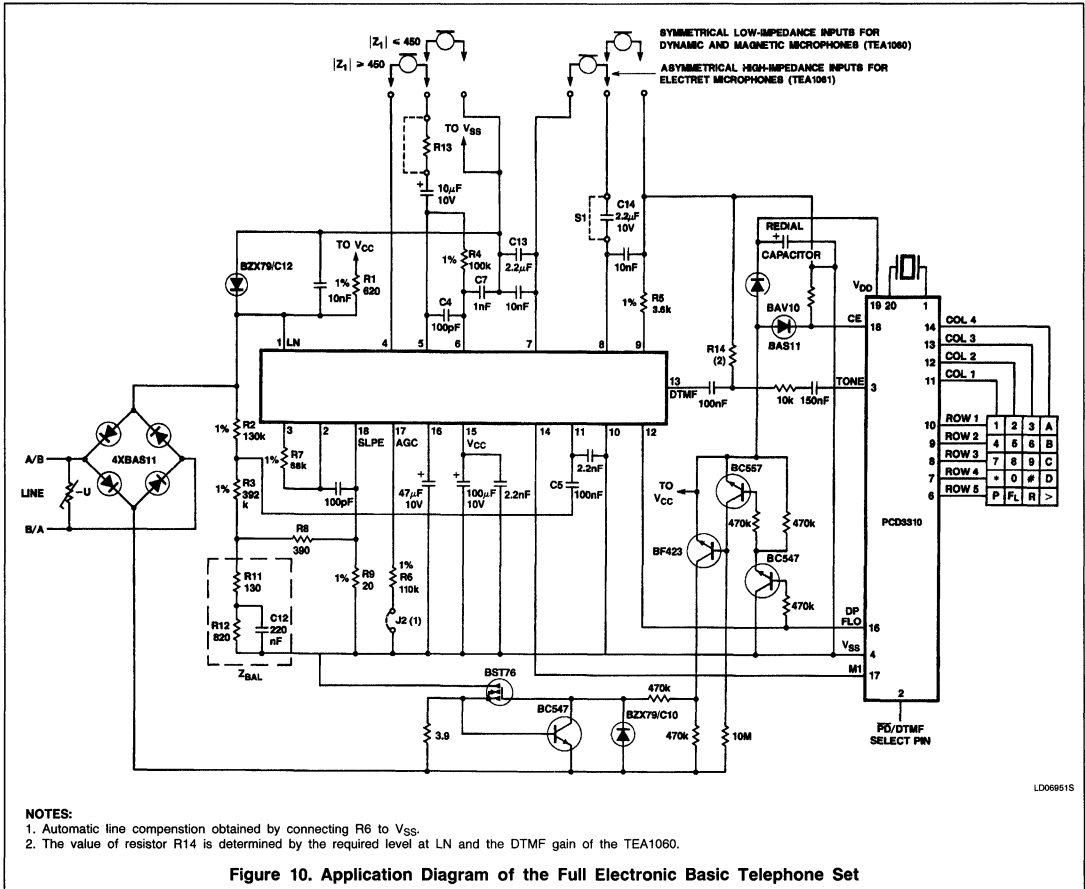 |Z1| ≤ 450
|Z1| ≥ 450
SYMMETRICAL LOW-IMPEDANCE INPUTS FOR
DYNAMIC AND MAGNETIC MICROPHONES (TEA1060)
ASYMMETRICAL HIGH-IMPEDANCE INPUTS FOR
ELECTRET MICROPHONES (TEA1061)
TO VSS
R13
10µF
10V
S1
C14
2.2µF
10V
REDIAL
CAPACITOR
BZX79/C12
TO VCC
1%
10nF
R1
620
1%
R4
100k
C13
2.2µF
C7
1nF
10nF
C4
100pF
10nF
1%
R5
3.6k
R14
(2)
BAV10
BAS11
VDD
19 20
1
CE
18
1 LN
4
5
6
7
8
9
13
DTMF
100nF
10k
150nF
TONE
3
14
COL 4
13
COL 3
12
COL 2
11
COL 1
10
ROW 1
9
ROW 2
8
ROW 3
7
ROW 4
6
ROW 5
1 2 3 A
4 5 6 B
7 8 9 C
* 0 # D
P FL R >
PCD3310
A/B
LINE
B/A
~U
4XBAS11
1%
R2
130k
1%
R3
392
k
3
2
18
SLPE
17
AGC
16
15
VCC
14
11
10
12
1%
R7
68k
100pF
47µF
10V
100µF
10V
2.2nF
C5
100nF
2.2nF
R8
390
1%
R9
20
1%
R6
110k
J2 (1)
R11
130
R12
820
C12
220
nF
ZBAL
TO
VCC
BC557
470k
470k
BF423
BC547
470k
DP
FLO
16
VSS
4
M1
17
2
PD/DTMF
SELECT PIN
BST76
3.9
BC547
BZX79/C10
470k
470k
10M
LD06951S
NOTES:
1. Automatic line compenstion obtained by connecting R6 to VSS.
2. The value of resistor R14 is determined by the required level at LN and the DTMF gain of the TEA1060.
Figure 10. Application Diagram of the Full Electronic Basic Telephone Set